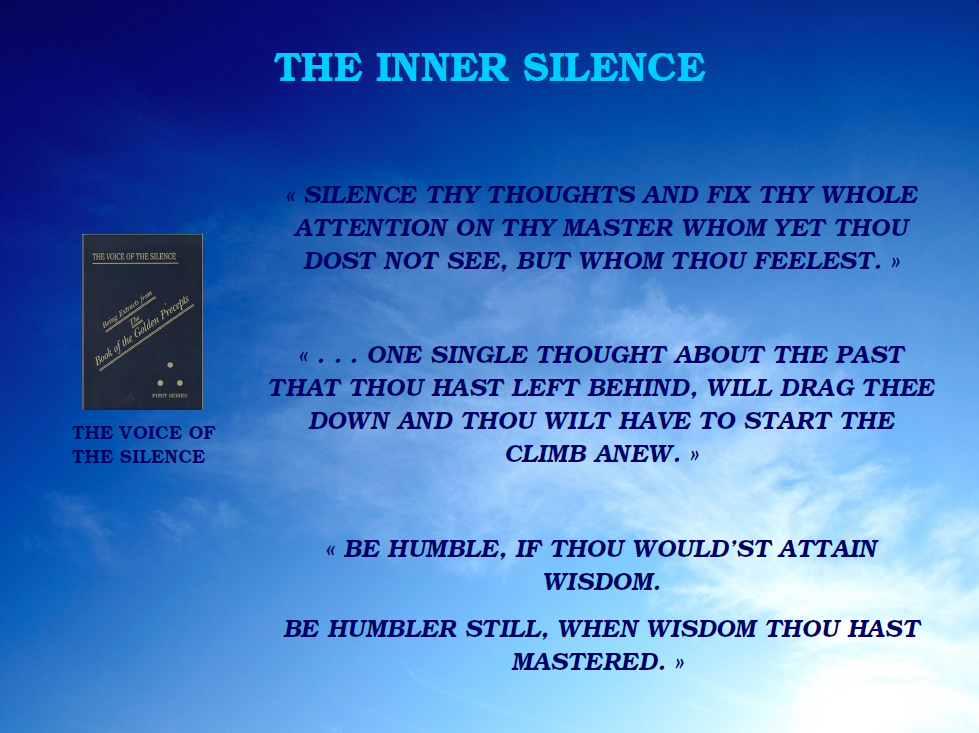 THE INNER SILENCE
« SILENCE THY THOUGHTS AND FIX THY WHOLE
ATTENTION ON THY MASTER WHOM YET THOU
DOST NOT SEE, BUT WHOM THOU FEELEST. »
THE VOICE OF THE SILENCE
Being Extracts from
The
Book of the Golden Precepts
FIRST SERIES
THE VOICE OF
THE SILENCE
« . . . ONE SINGLE THOUGHT ABOUT THE PAST
THAT THOU HAST LEFT BEHIND, WILL DRAG THEE
DOWN AND THOU WILT HAVE TO START THE
CLIMB ANEW. »
« BE HUMBLE, IF THOU WOULD’ST ATTAIN
WISDOM.
BE HUMBLER STILL, WHEN WISDOM THOU HAST
MASTERED. »